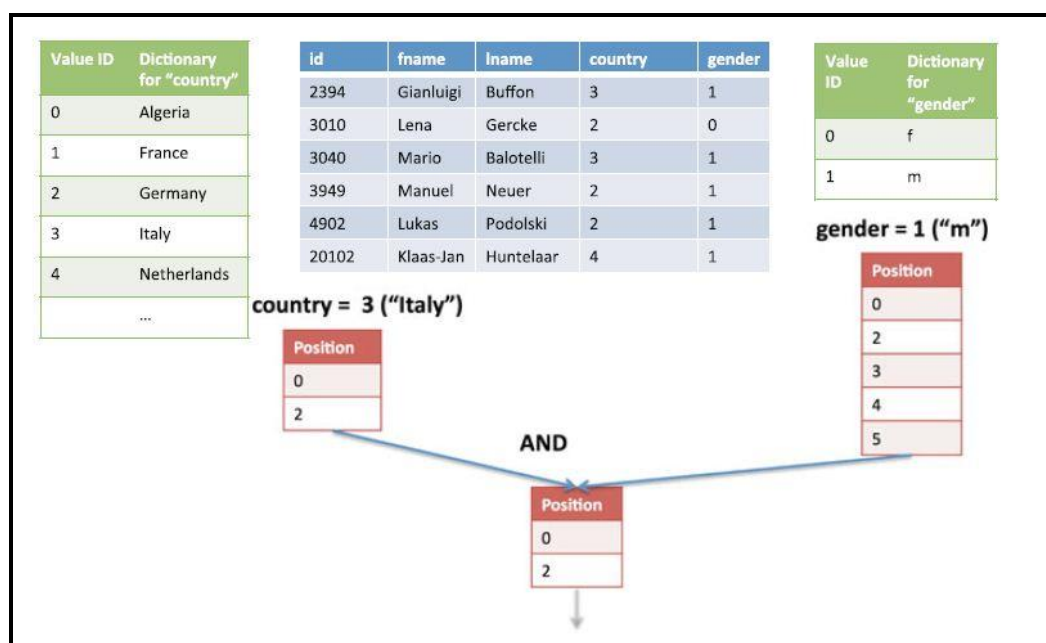 Value ID Dictionary
for "country"
0 Algeria
1 France
2 Germany
3 Italy
4 Netherlands
...
id fname lname country gender
2394 Gianluigi Buffon 3 1
3010 Lena Gercke 2 0
3040 Mario Balotelli 3 1
3949 Manuel Neuer 2 1
4902 Lukas Podolski 2 1
20102 Klaas-Jan Huntelaar 4 1
Value Dictionary
ID for
"gender"
0 f
1 m
country = 3 ("Italy")
Position
0
2
gender = 1 ("m")
Position
0
2
3
4
5
AND
Position
0
2